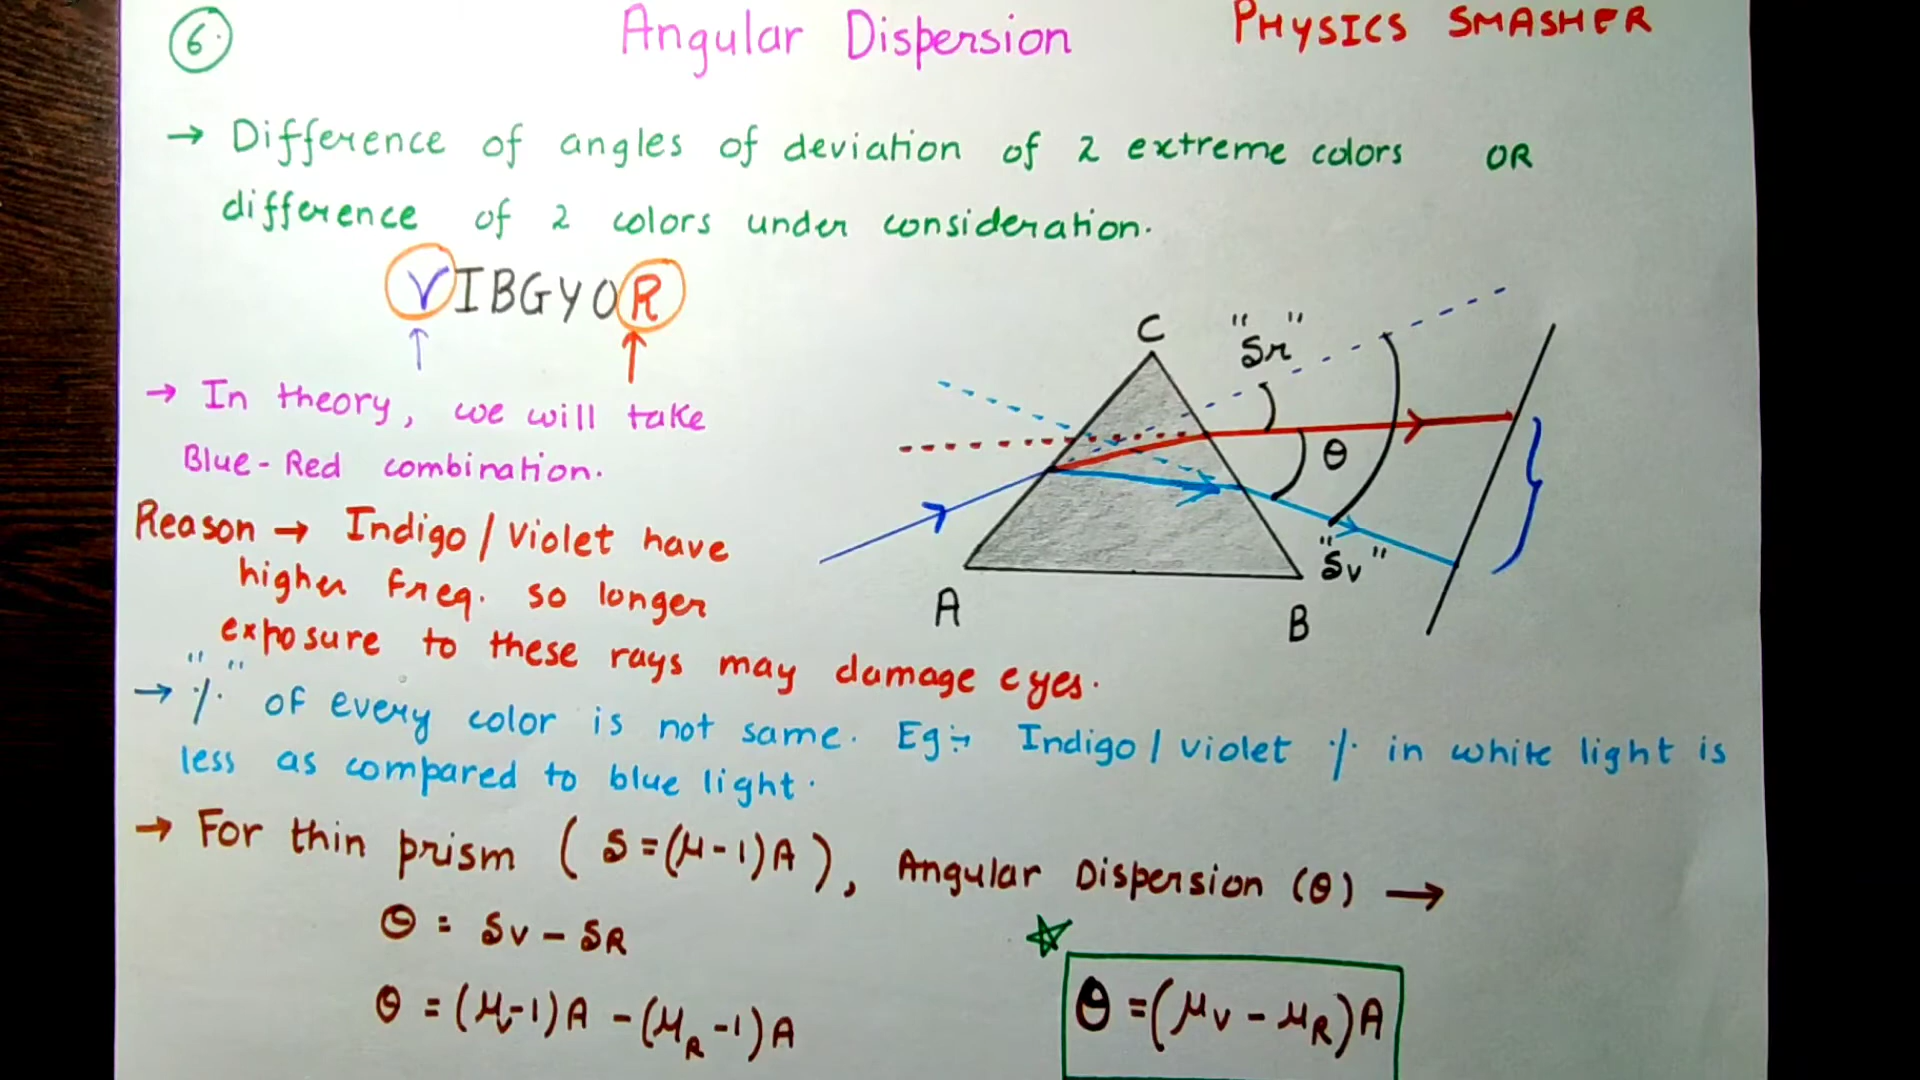 6.
Angular Dispersion
PHYSICS SMASHER
→ Difference of angles of deviation of 2 extreme colors OR
difference of 2 colors under consideration.
VIBGYOR
→ In theory, we will take
Blue-Red combination.
Reason → Indigo/Violet have
higher freq. so longer
exposure to these rays may damage eyes.
→ "%" of every color is not same. Eg:→ Indigo/violet % in white light is
less as compared to blue light.
C
"δr"
θ
"δv"
A
B
→ For thin prism (δ=(μ-1)A), Angular Dispersion (θ) →
θ = δv - δR
θ = (μv-1)A - (μR-1)A
θ = (μv - μR)A